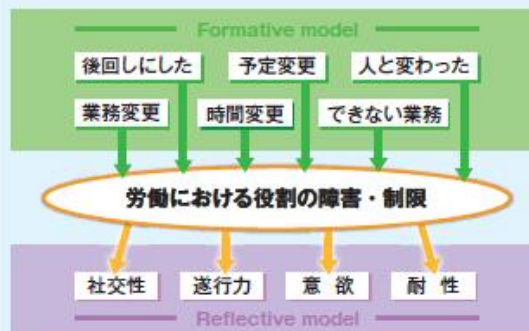 Formative model
後回しにした 予定変更 人と変わった
業務変更 時間変更 できない業務
労働における役割の障害・制限
社交性 遂行力 意欲 耐性
Reflective model